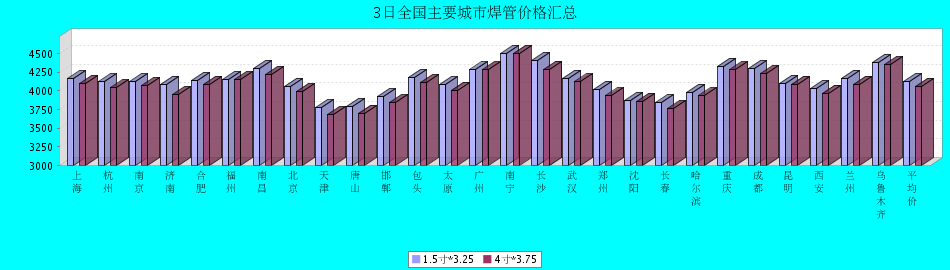 3日全国主要城市焊管价格汇总
4500
4250
4000
3750
3500
3250
3000
上海 杭州 南京 济南 合肥 福州 南昌 北京 天津 唐山 邯郸 包头 太原 广州 南宁 长沙 武汉 郑州 沈阳 长春 哈尔滨 重庆 成都 昆明 西安 兰州 乌鲁木齐 平均价
1.5寸*3.25 4寸*3.75